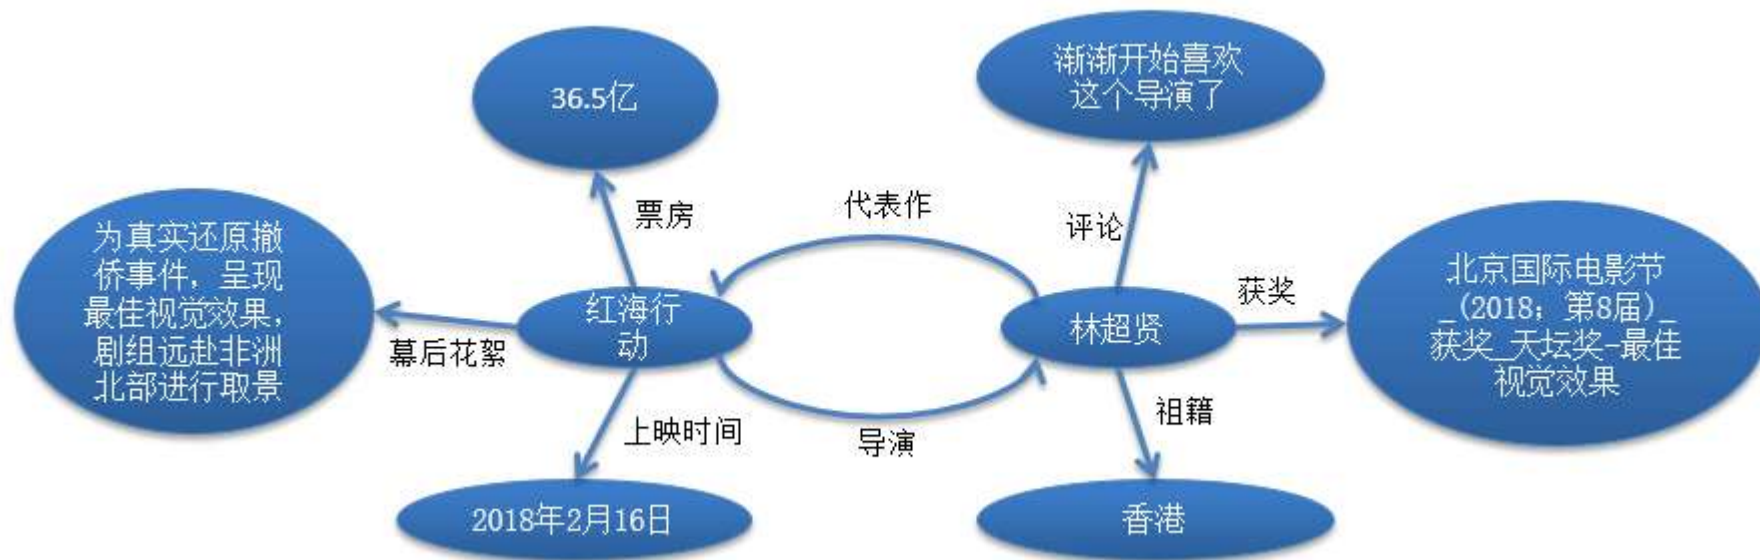 36.5亿
渐渐开始喜欢
这个导演了
票房
代表作
评论
为真实还原撤
侨事件，呈现
最佳视觉效果，
剧组远赴非洲
北部进行取景
幕后花絮
红海行
动
林超贤
获奖
北京国际电影节
_(2018；第8届)_
获奖_天坛奖-最佳
视觉效果
上映时间
导演
祖籍
2018年2月16日
香港